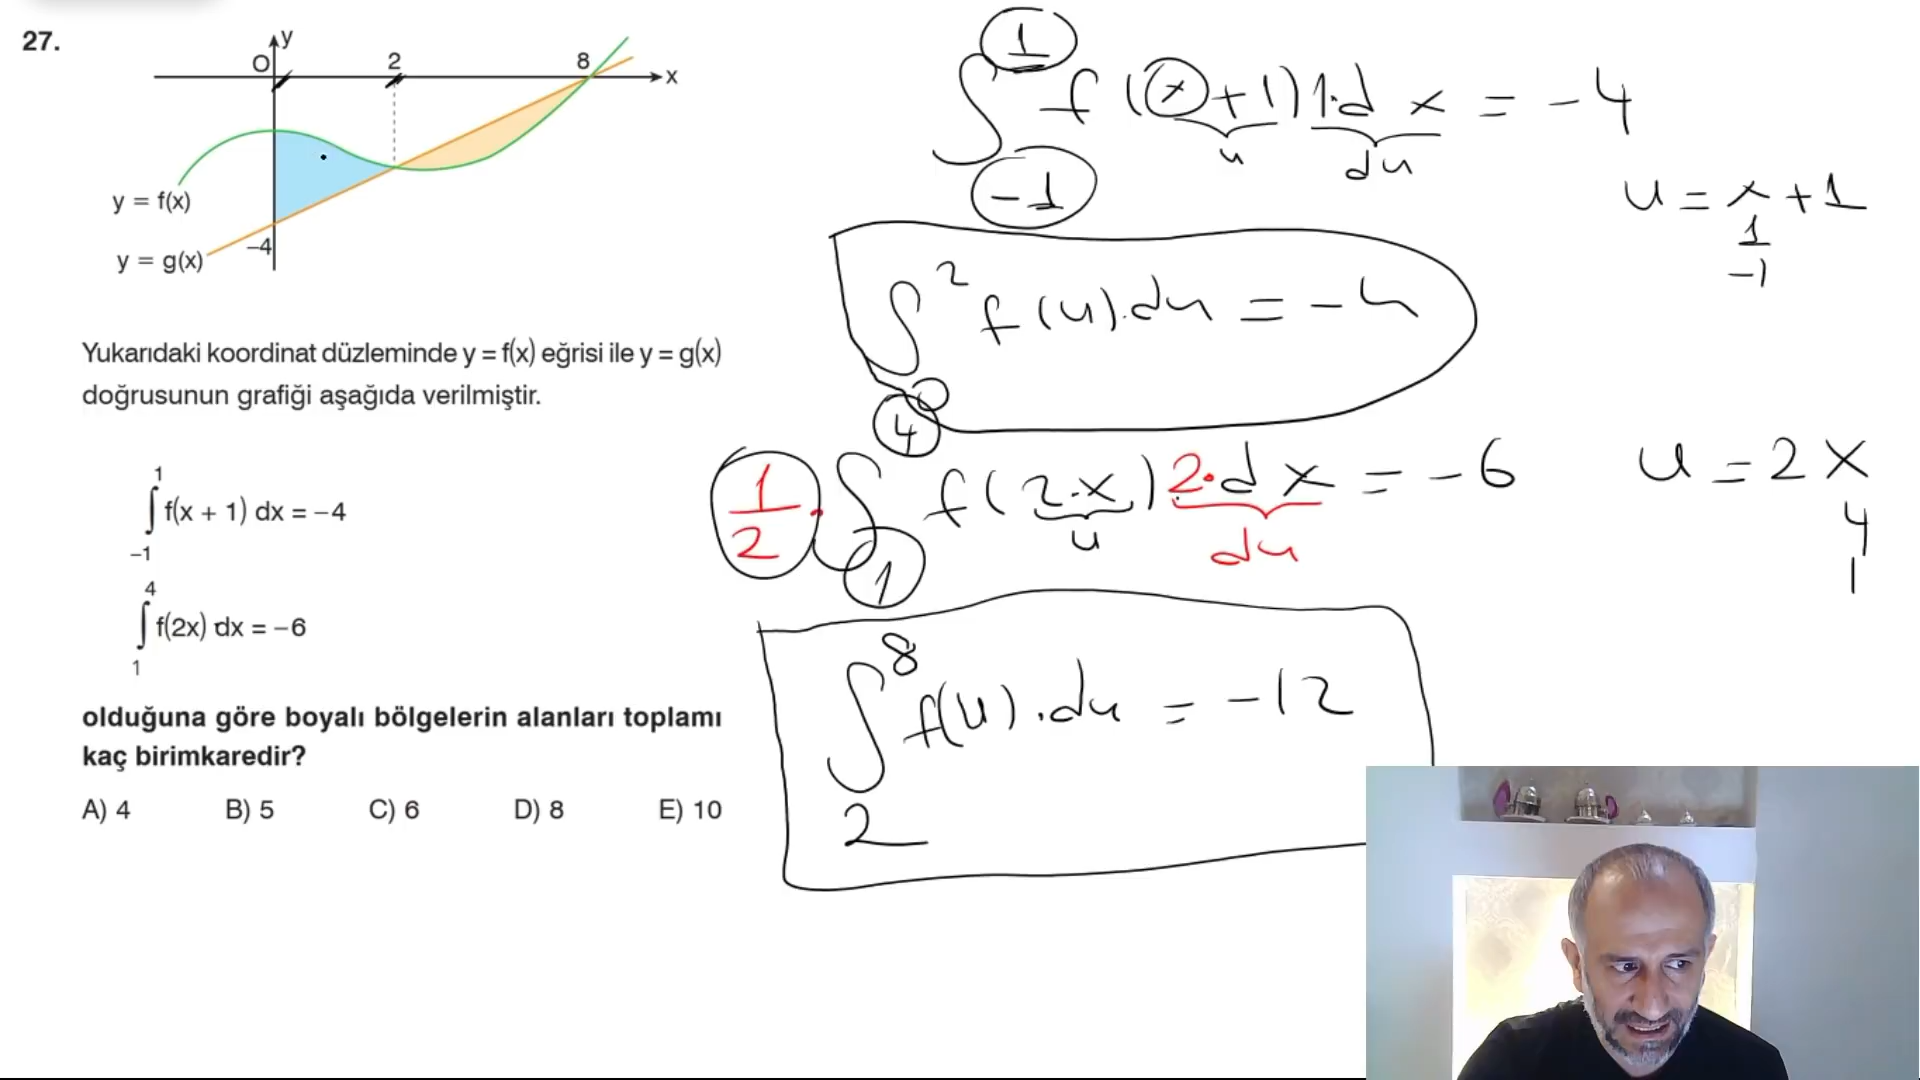 27.
y
O
2
8
x
y = f(x)
−4
y = g(x)
Yukarıdaki koordinat düzleminde y = f(x) eğrisi ile y = g(x)
doğrusunun grafiği aşağıda verilmiştir.
1
∫ f(x + 1) dx = −4
−1
4
∫ f(2x) dx = −6
1
olduğuna göre boyalı bölgelerin alanları toplamı
kaç birimkaredir?
A) 4 B) 5 C) 6 D) 8 E) 10
1
∫ f(x+1) 1·dx = −4
u du
−1
u = x+1
1
−1
2
∫ f(u).du = −4
0
4
1/2 · ∫ f(2·x) 2·dx = −6
u du
1
u = 2x
4
1
8
∫ f(u).du = −12
2